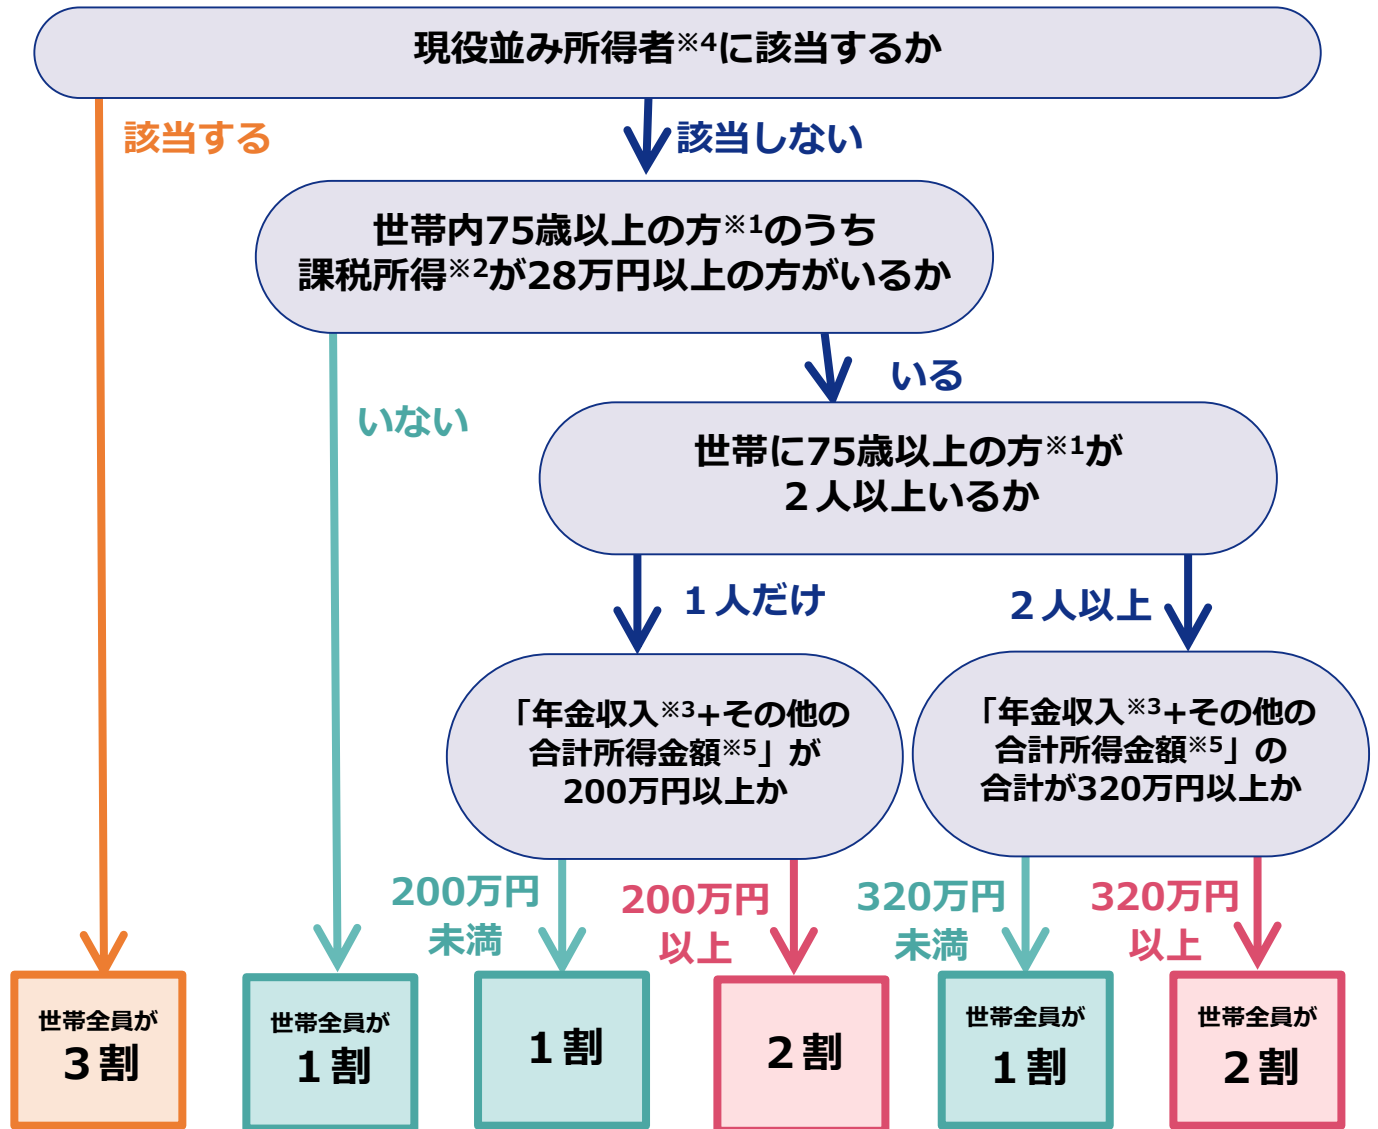 現役並み所得者※4に該当するか
該当する
該当しない
世帯内75歳以上の方※1のうち
課税所得※2が28万円以上の方がいるか
いない
いる
世帯に75歳以上の方※1が
２人以上いるか
１人だけ
２人以上
「年金収入※3+その他の
合計所得金額※5」が
200万円以上か
「年金収入※3+その他の
合計所得金額※5」の
合計が320万円以上か
200万円
未満
200万円
以上
320万円
未満
320万円
以上
世帯全員が
３割
世帯全員が
１割
１割
２割
世帯全員が
１割
世帯全員が
２割